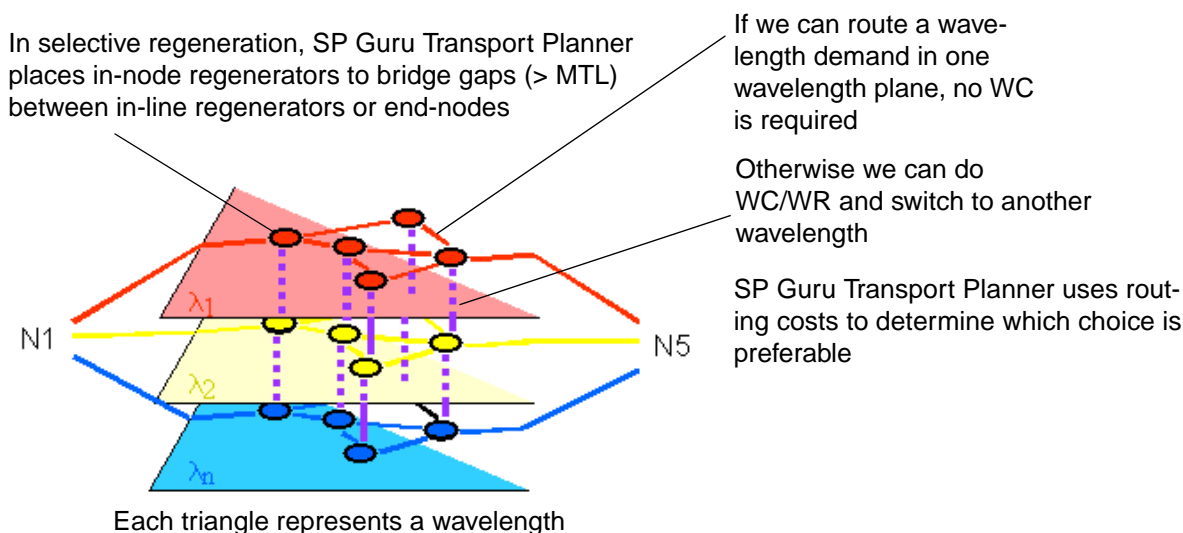 In selective regeneration, SP Guru Transport Planner
places in-node regenerators to bridge gaps (> MTL)
between in-line regenerators or end-nodes
If we can route a wave-
length demand in one
wavelength plane, no WC
is required
Otherwise we can do
WC/WR and switch to another
wavelength
SP Guru Transport Planner uses rout-
ing costs to determine which choice is
preferable
λ1
N1
N5
λ2
λn
Each triangle represents a wavelength